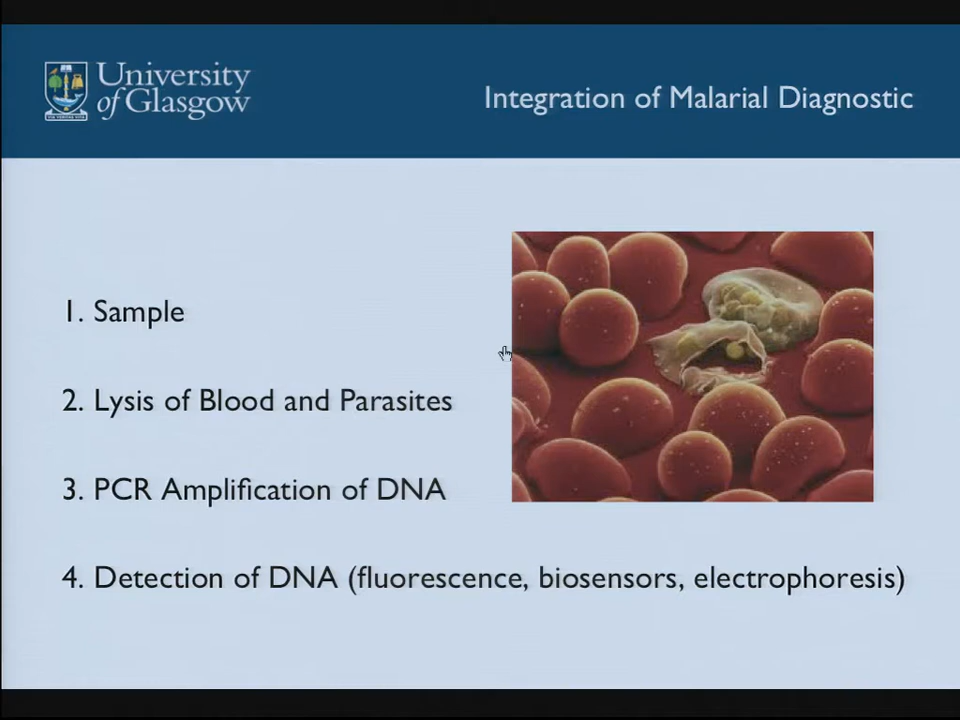 University
of Glasgow
Integration of Malarial Diagnostic
1. Sample
2. Lysis of Blood and Parasites
3. PCR Amplification of DNA
4. Detection of DNA (fluorescence, biosensors, electrophoresis)